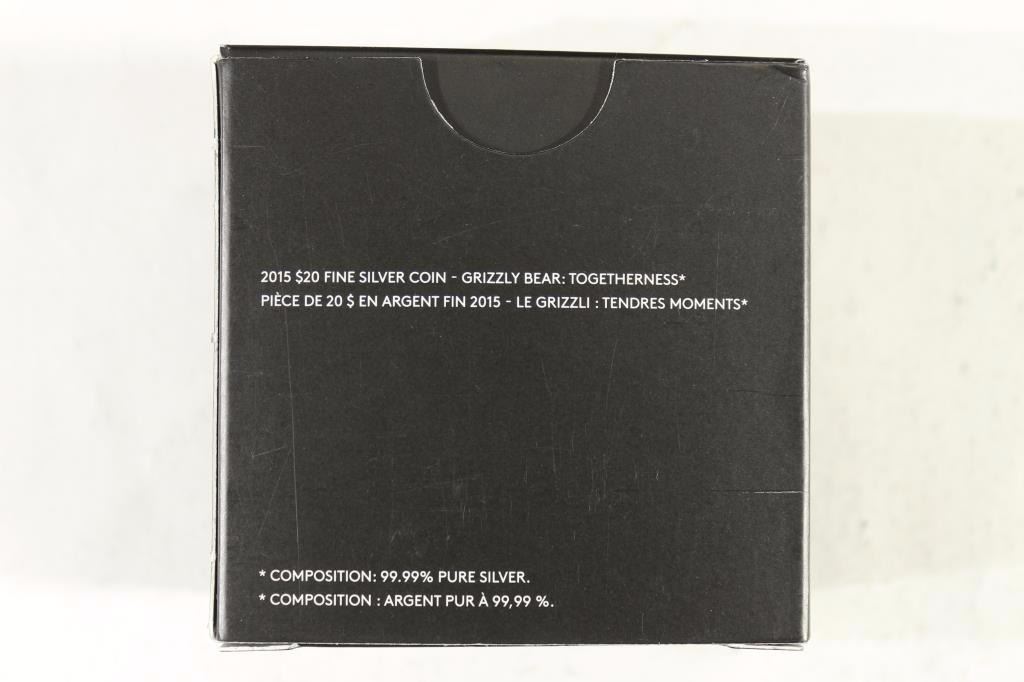 2015 $20 FINE SILVER COIN - GRIZZLY BEAR: TOGETHERNESS*
PIÈCE DE 20 $ EN ARGENT FIN 2015 - LE GRIZZLI : TENDRES MOMENTS*
* COMPOSITION: 99.99% PURE SILVER.
* COMPOSITION : ARGENT PUR À 99,99 %.